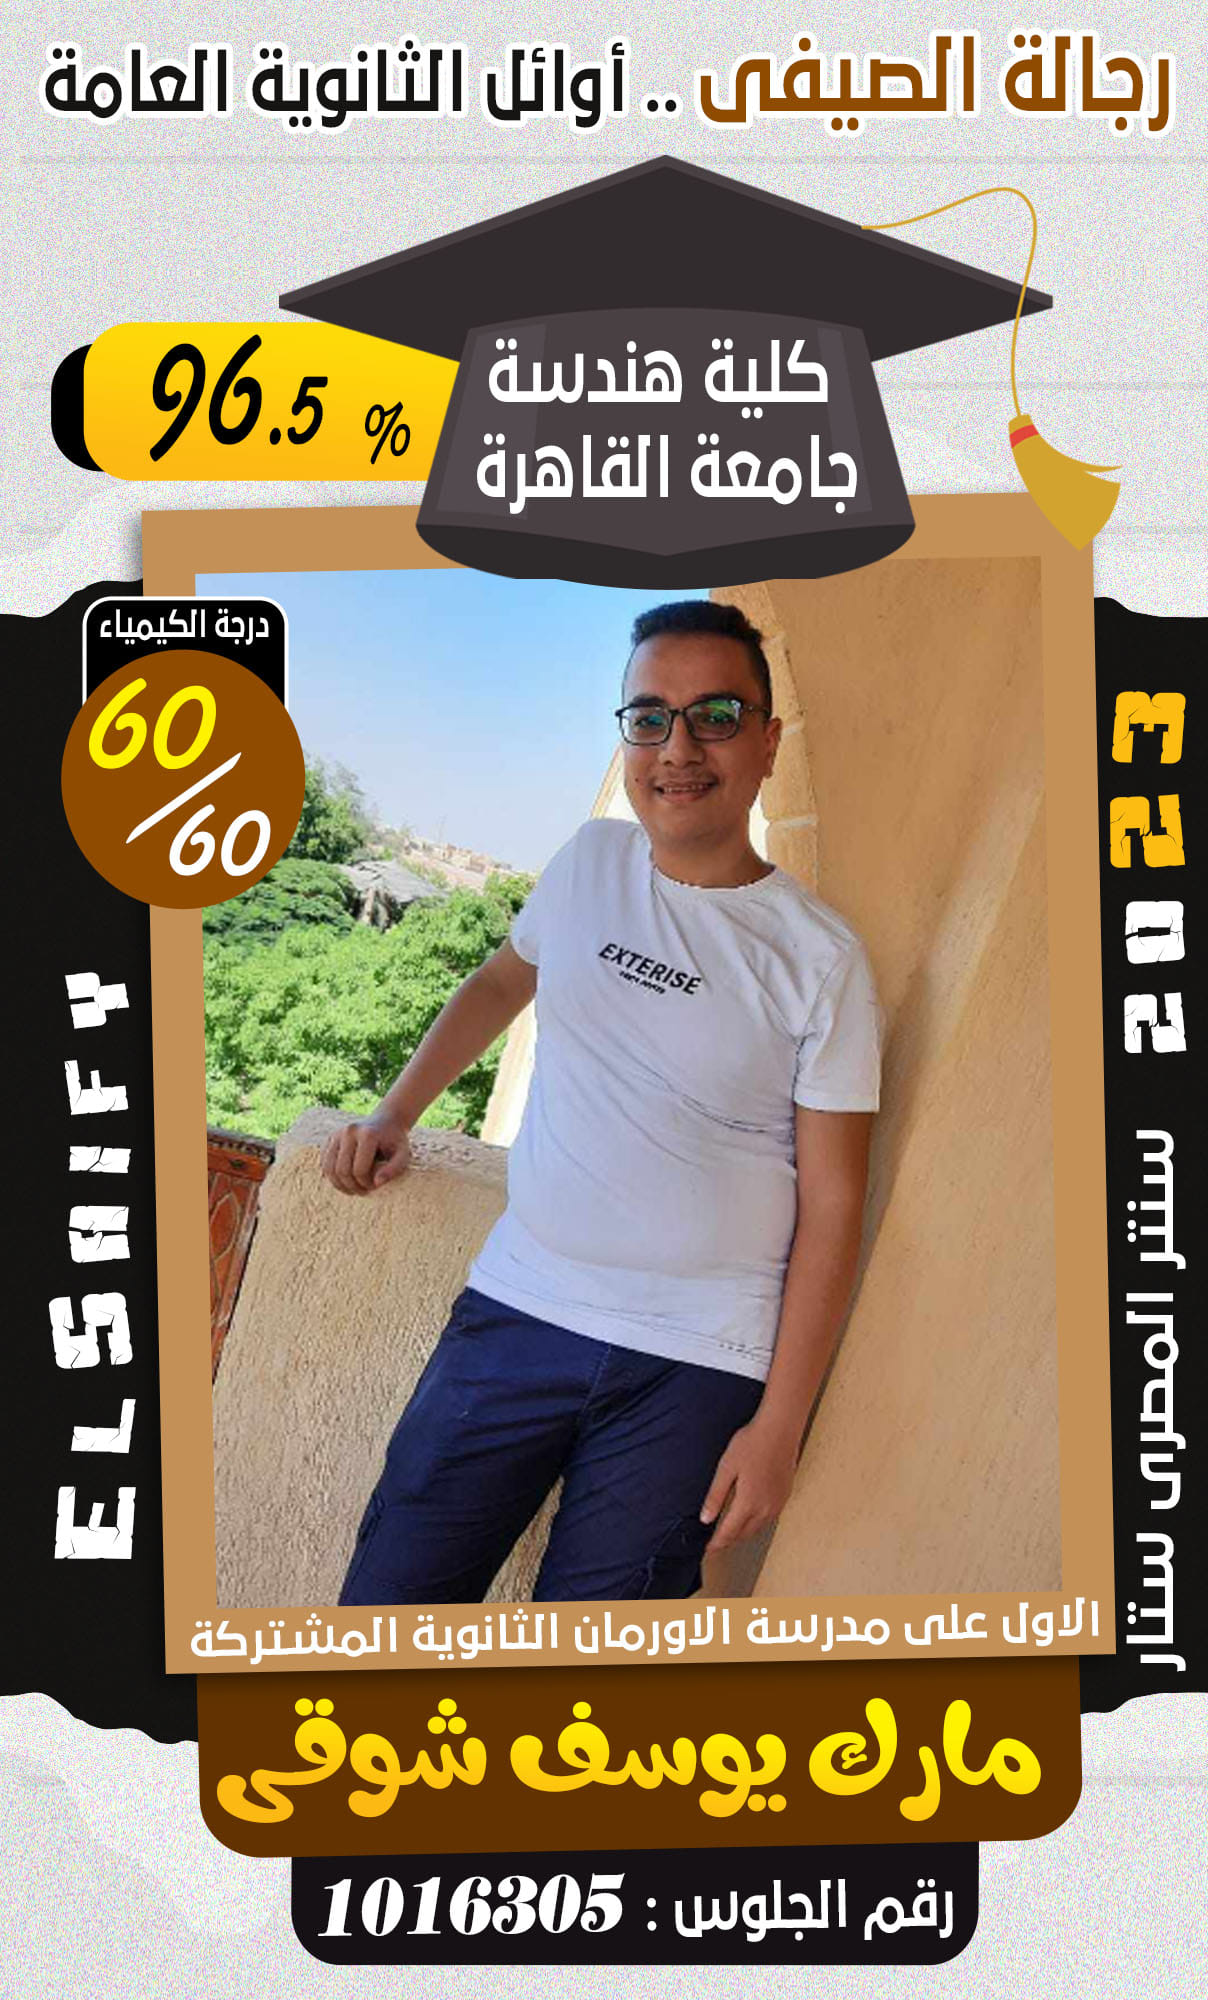 رجالة الصيفى .. أوائل الثانوية العامة
كلية هندسة
جامعة القاهرة
96.5 %
درجة الكيمياء
60/60
2023
سنتر المصرى ستار
ELSAIFY
EXTERISE
الاول على مدرسة الاورمان الثانوية المشتركة
مارك يوسف شوقى
رقم الجلوس : 1016305